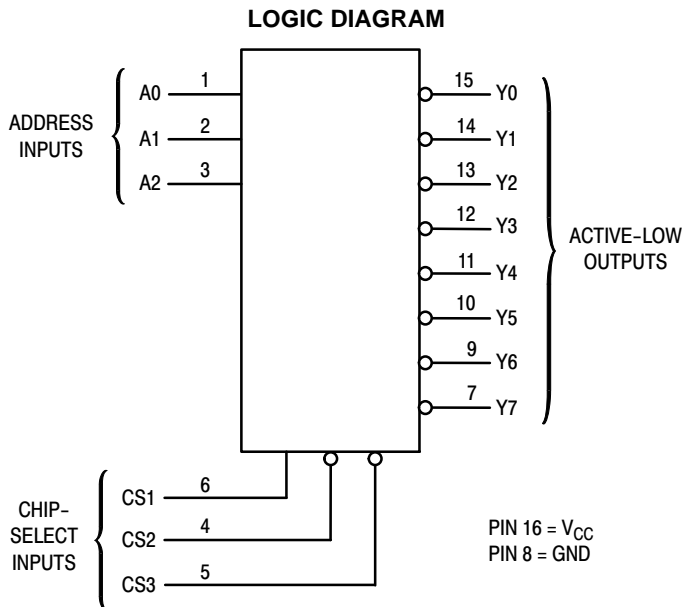 LOGIC DIAGRAM
ADDRESS
INPUTS
A0 1
A1 2
A2 3
15 Y0
14 Y1
13 Y2
12 Y3
11 Y4
10 Y5
9 Y6
7 Y7
ACTIVE-LOW
OUTPUTS
CHIP-
SELECT
INPUTS
CS1 6
CS2 4
CS3 5
PIN 16 = VCC
PIN 8 = GND